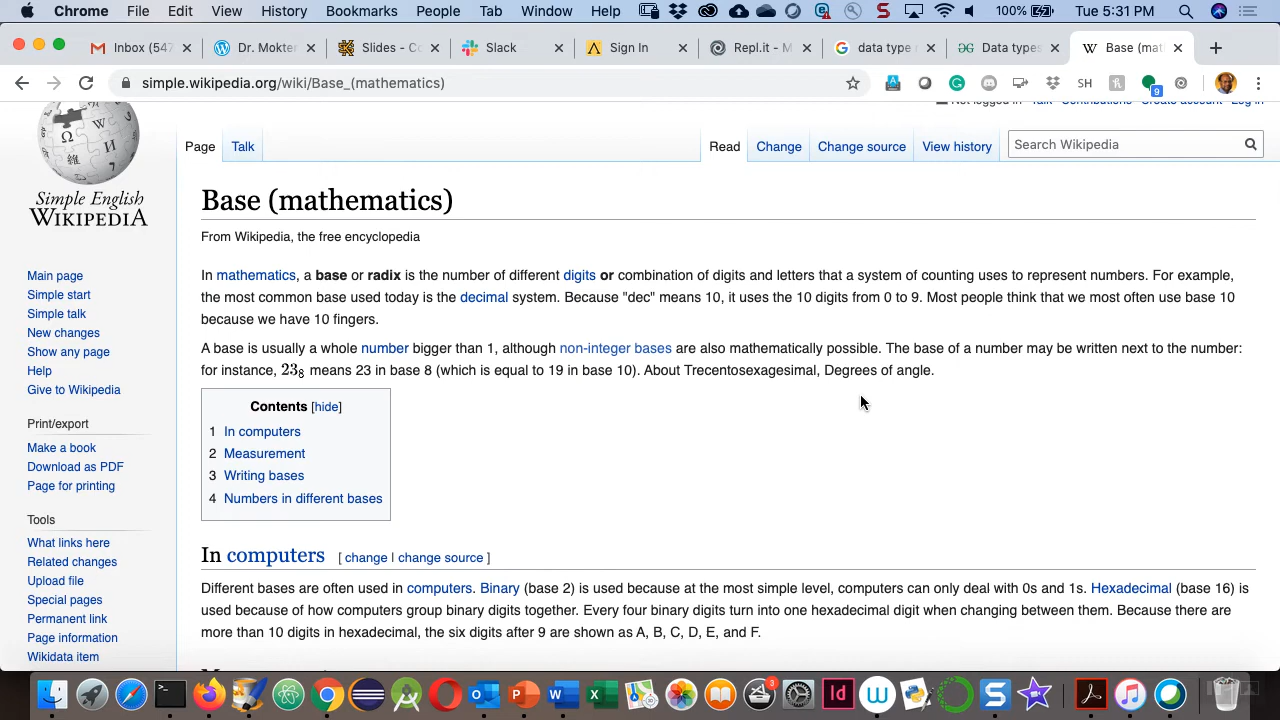 Chrome File Edit View History Bookmarks People Tab Window Help 100% Tue 5:31 PM
Inbox (547 Dr. Mokter Slides - Co Slack Sign In Repl.it - M data type Data types Base (mat
simple.wikipedia.org/wiki/Base_(mathematics) SH 9
Not logged in Talk Contributions Create account Log in
Page Talk Read Change Change source View history Search Wikipedia
Simple English
WIKIPEDIA
Main page
Simple start
Simple talk
New changes
Show any page
Help
Give to Wikipedia
Print/export
Make a book
Download as PDF
Page for printing
Tools
What links here
Related changes
Upload file
Special pages
Permanent link
Page information
Wikidata item
Base (mathematics)
From Wikipedia, the free encyclopedia
In mathematics, a base or radix is the number of different digits or combination of digits and letters that a system of counting uses to represent numbers. For example,
the most common base used today is the decimal system. Because "dec" means 10, it uses the 10 digits from 0 to 9. Most people think that we most often use base 10
because we have 10 fingers.
A base is usually a whole number bigger than 1, although non-integer bases are also mathematically possible. The base of a number may be written next to the number:
for instance, 23₈ means 23 in base 8 (which is equal to 19 in base 10). About Trecentosexagesimal, Degrees of angle.
Contents [hide]
1 In computers
2 Measurement
3 Writing bases
4 Numbers in different bases
In computers [ change | change source ]
Different bases are often used in computers. Binary (base 2) is used because at the most simple level, computers can only deal with 0s and 1s. Hexadecimal (base 16) is
used because of how computers group binary digits together. Every four binary digits turn into one hexadecimal digit when changing between them. Because there are
more than 10 digits in hexadecimal, the six digits after 9 are shown as A, B, C, D, E, and F.
3
Id